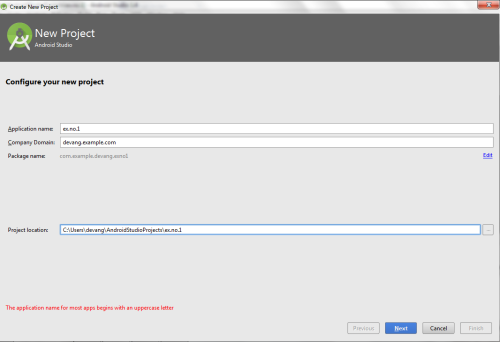 Create New Project
New Project
Android Studio
Configure your new project
Application name: ex.no.1
Company Domain: devang.example.com
Package name: com.example.devang.exno1 Edit
Project location: C:\Users\devang\AndroidStudioProjects\ex.no.1 ...
The application name for most apps begins with an uppercase letter
Previous Next Cancel Finish